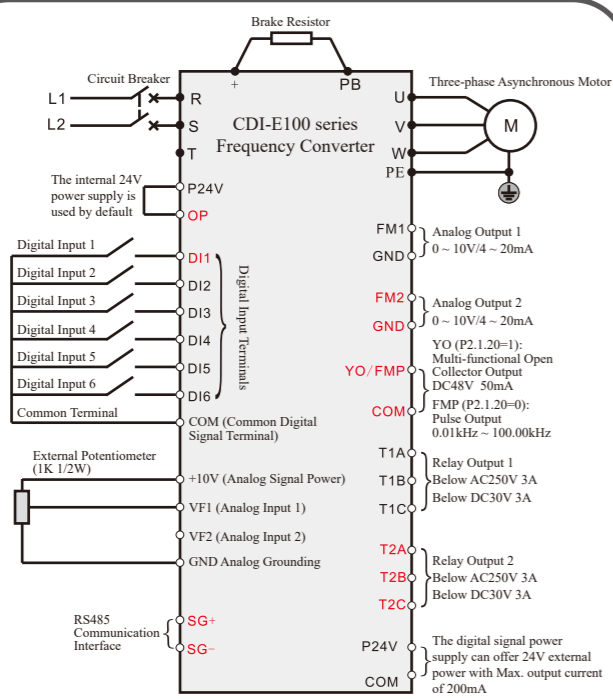 Brake Resistor
+
PB
Circuit Breaker
Three-phase Asynchronous Motor
L1
R
U
L2
S
V
M
T
W
PE
CDI-E100 series
Frequency Converter
The internal 24V
power supply is
used by default
P24V
OP
Digital Input 1
DI1
Digital Input 2
DI2
Digital Input 3
DI3
Digital Input 4
DI4
Digital Input 5
DI5
Digital Input 6
DI6
Digital Input Terminals
Common Terminal
COM (Common Digital
Signal Terminal)
External Potentiometer
(1K 1/2W)
+10V (Analog Signal Power)
VF1 (Analog Input 1)
VF2 (Analog Input 2)
GND Analog Grounding
RS485
Communication
Interface
SG+
SG-
FM1
GND
Analog Output 1
0 ~ 10V/4 ~ 20mA
FM2
GND
Analog Output 2
0 ~ 10V/4 ~ 20mA
YO/FMP
COM
YO (P2.1.20=1):
Multi-functional Open
Collector Output
DC48V 50mA
FMP (P2.1.20=0):
Pulse Output
0.01kHz ~ 100.00kHz
T1A
T1B
T1C
Relay Output 1
Below AC250V 3A
Below DC30V 3A
T2A
T2B
T2C
Relay Output 2
Below AC250V 3A
Below DC30V 3A
P24V
COM
The digital signal power
supply can offer 24V external
power with Max. output current
of 200mA